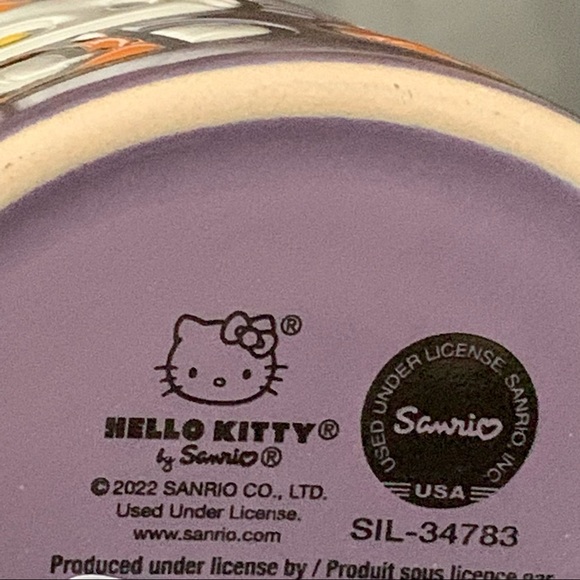 ®
HELLO KITTY®
by Sanrio®
© 2022 SANRIO CO., LTD.
Used Under License.
www.sanrio.com
USED UNDER LICENSE SANRIO, INC.
Sanrio
USA
SIL-34783
Produced under license by / Produit sous licence par